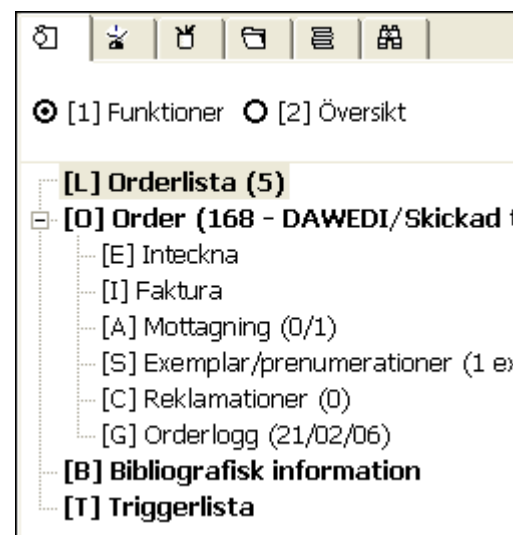 [1] Funktioner [2] Översikt
[L] Orderlista (5)
[O] Order (168 - DAWEDI/Skickad
[E] Inteckna
[I] Faktura
[A] Mottagning (0/1)
[S] Exemplar/prenumerationer (1 ex
[C] Reklamationer (0)
[G] Orderlogg (21/02/06)
[B] Bibliografisk information
[T] Triggerlista